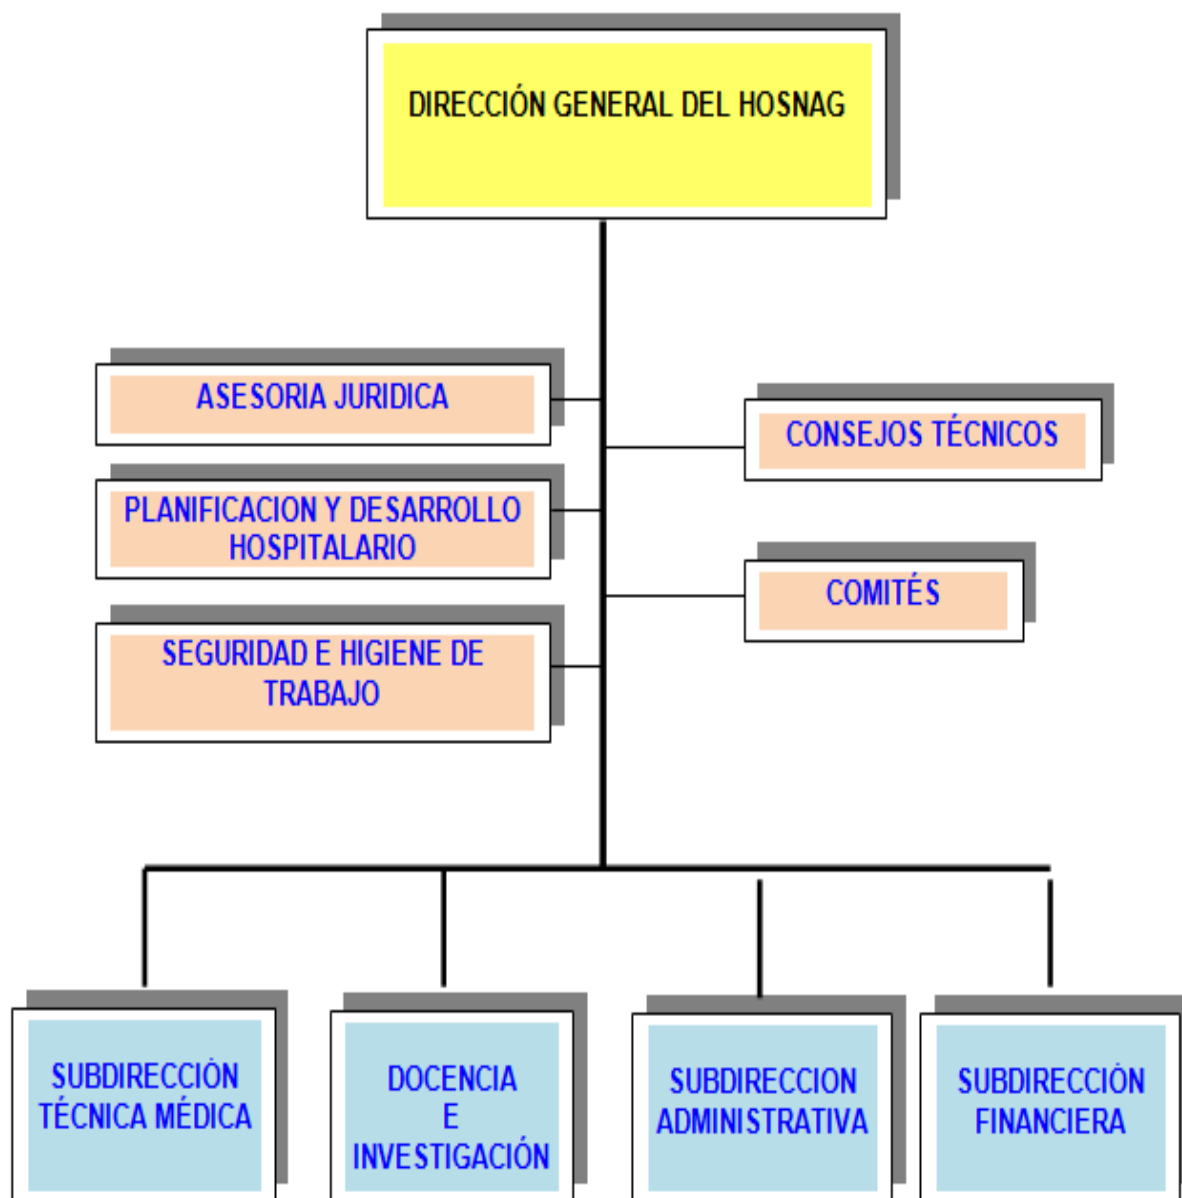 DIRECCIÓN GENERAL DEL HOSNAG
ASESORIA JURIDICA
CONSEJOS TÉCNICOS
PLANIFICACION Y DESARROLLO
HOSPITALARIO
COMITÉS
SEGURIDAD E HIGIENE DE
TRABAJO
SUBDIRECCIÓN
TÉCNICA MÉDICA
DOCENCIA
E
INVESTIGACIÓN
SUBDIRECCION
ADMINISTRATIVA
SUBDIRECCIÓN
FINANCIERA